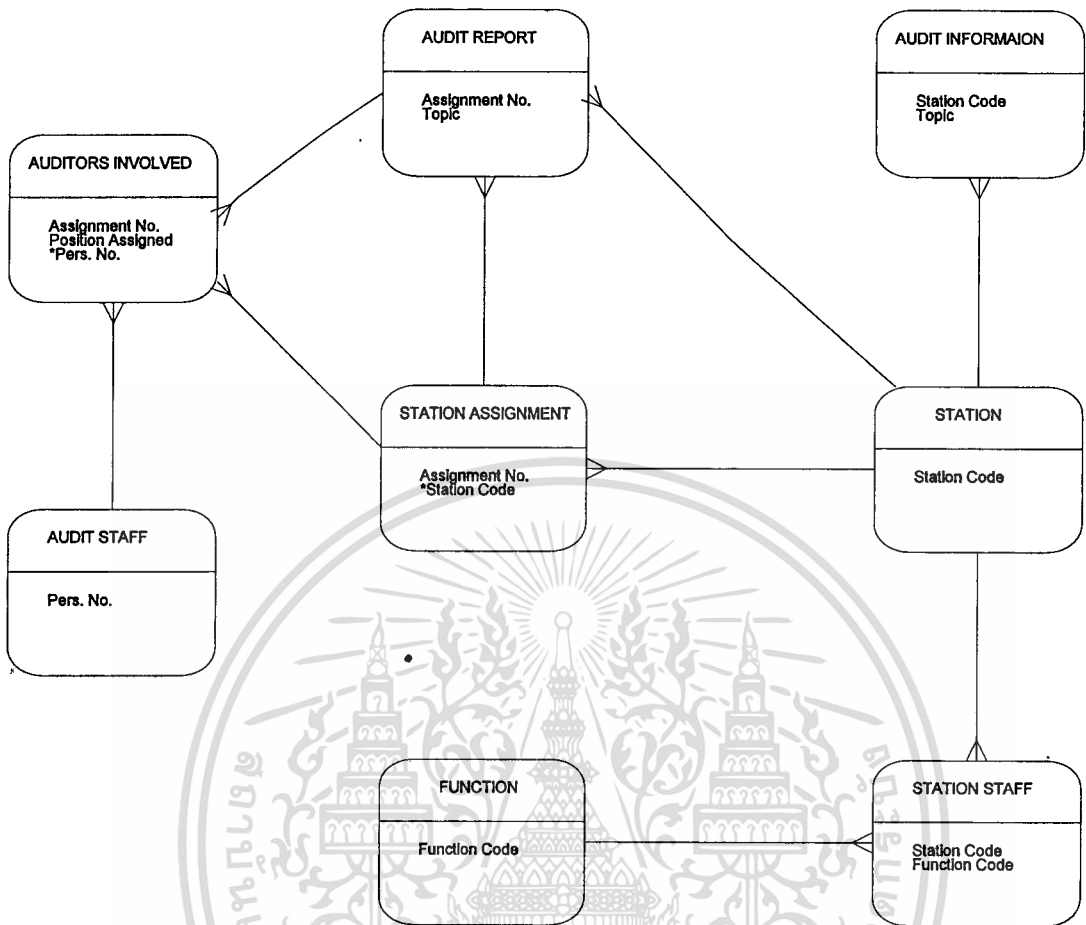 AUDIT REPORT
Assignment No.
Topic
AUDIT INFORMAION
Station Code
Topic
AUDITORS INVOLVED
Assignment No.
Position Assigned
*Pers. No.
STATION ASSIGNMENT
Assignment No.
*Station Code
STATION
Station Code
AUDIT STAFF
Pers. No.
FUNCTION
Function Code
STATION STAFF
Station Code
Function Code